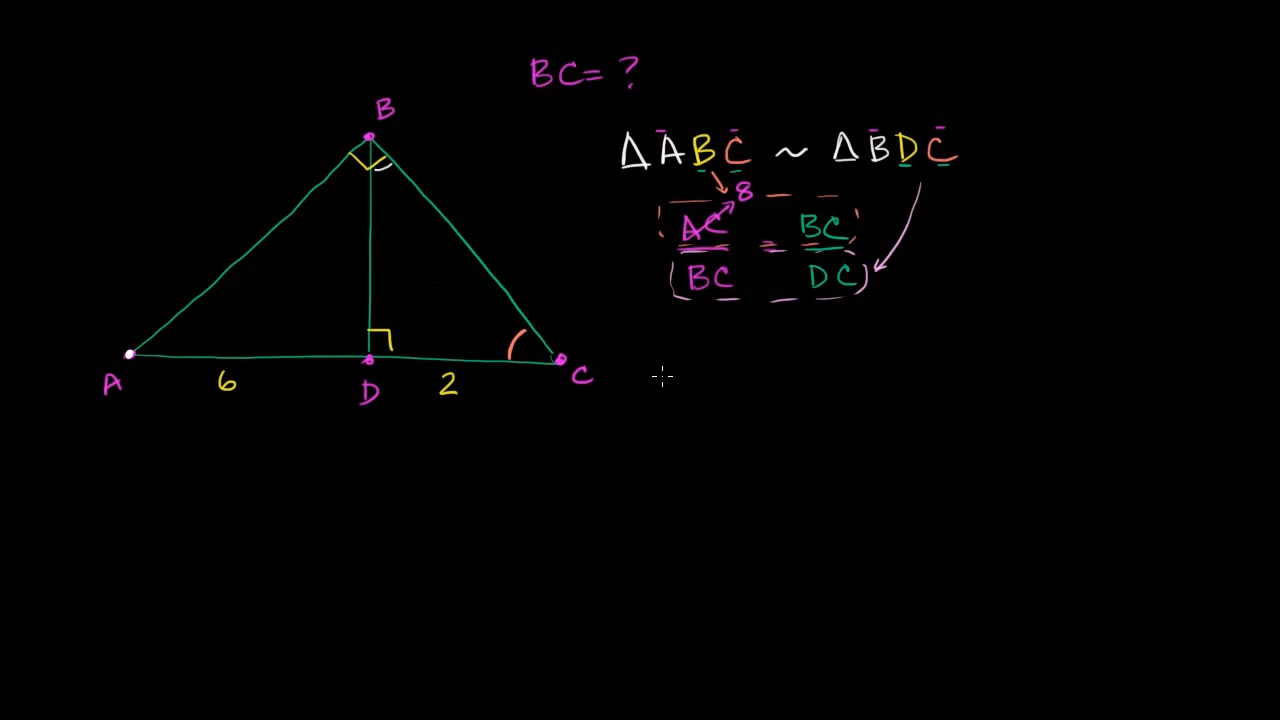 BC = ?
B
ΔABC ~ ΔBDC
8
AC = BC
BC DC
A 6 D 2 C